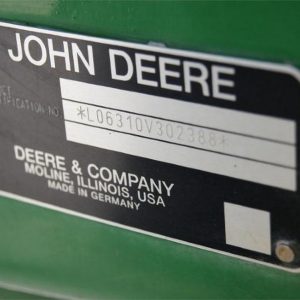 JOHN DEERE
*L06310V302388*
DEERE & COMPANY
MOLINE, ILLINOIS, USA
MADE IN GERMANY